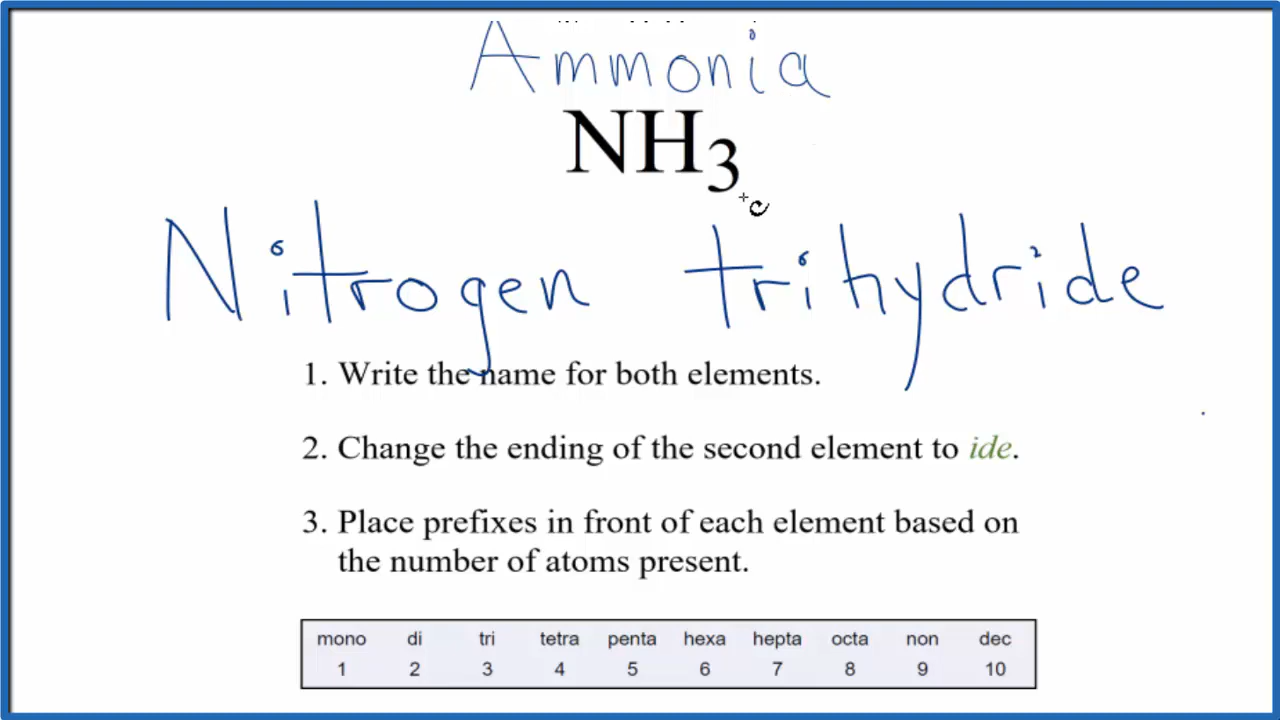 Ammonia
NH₃
Nitrogen trihydride
1. Write the name for both elements.
2. Change the ending of the second element to ide.
3. Place prefixes in front of each element based on
the number of atoms present.
mono di tri tetra penta hexa hepta octa non dec
1 2 3 4 5 6 7 8 9 10